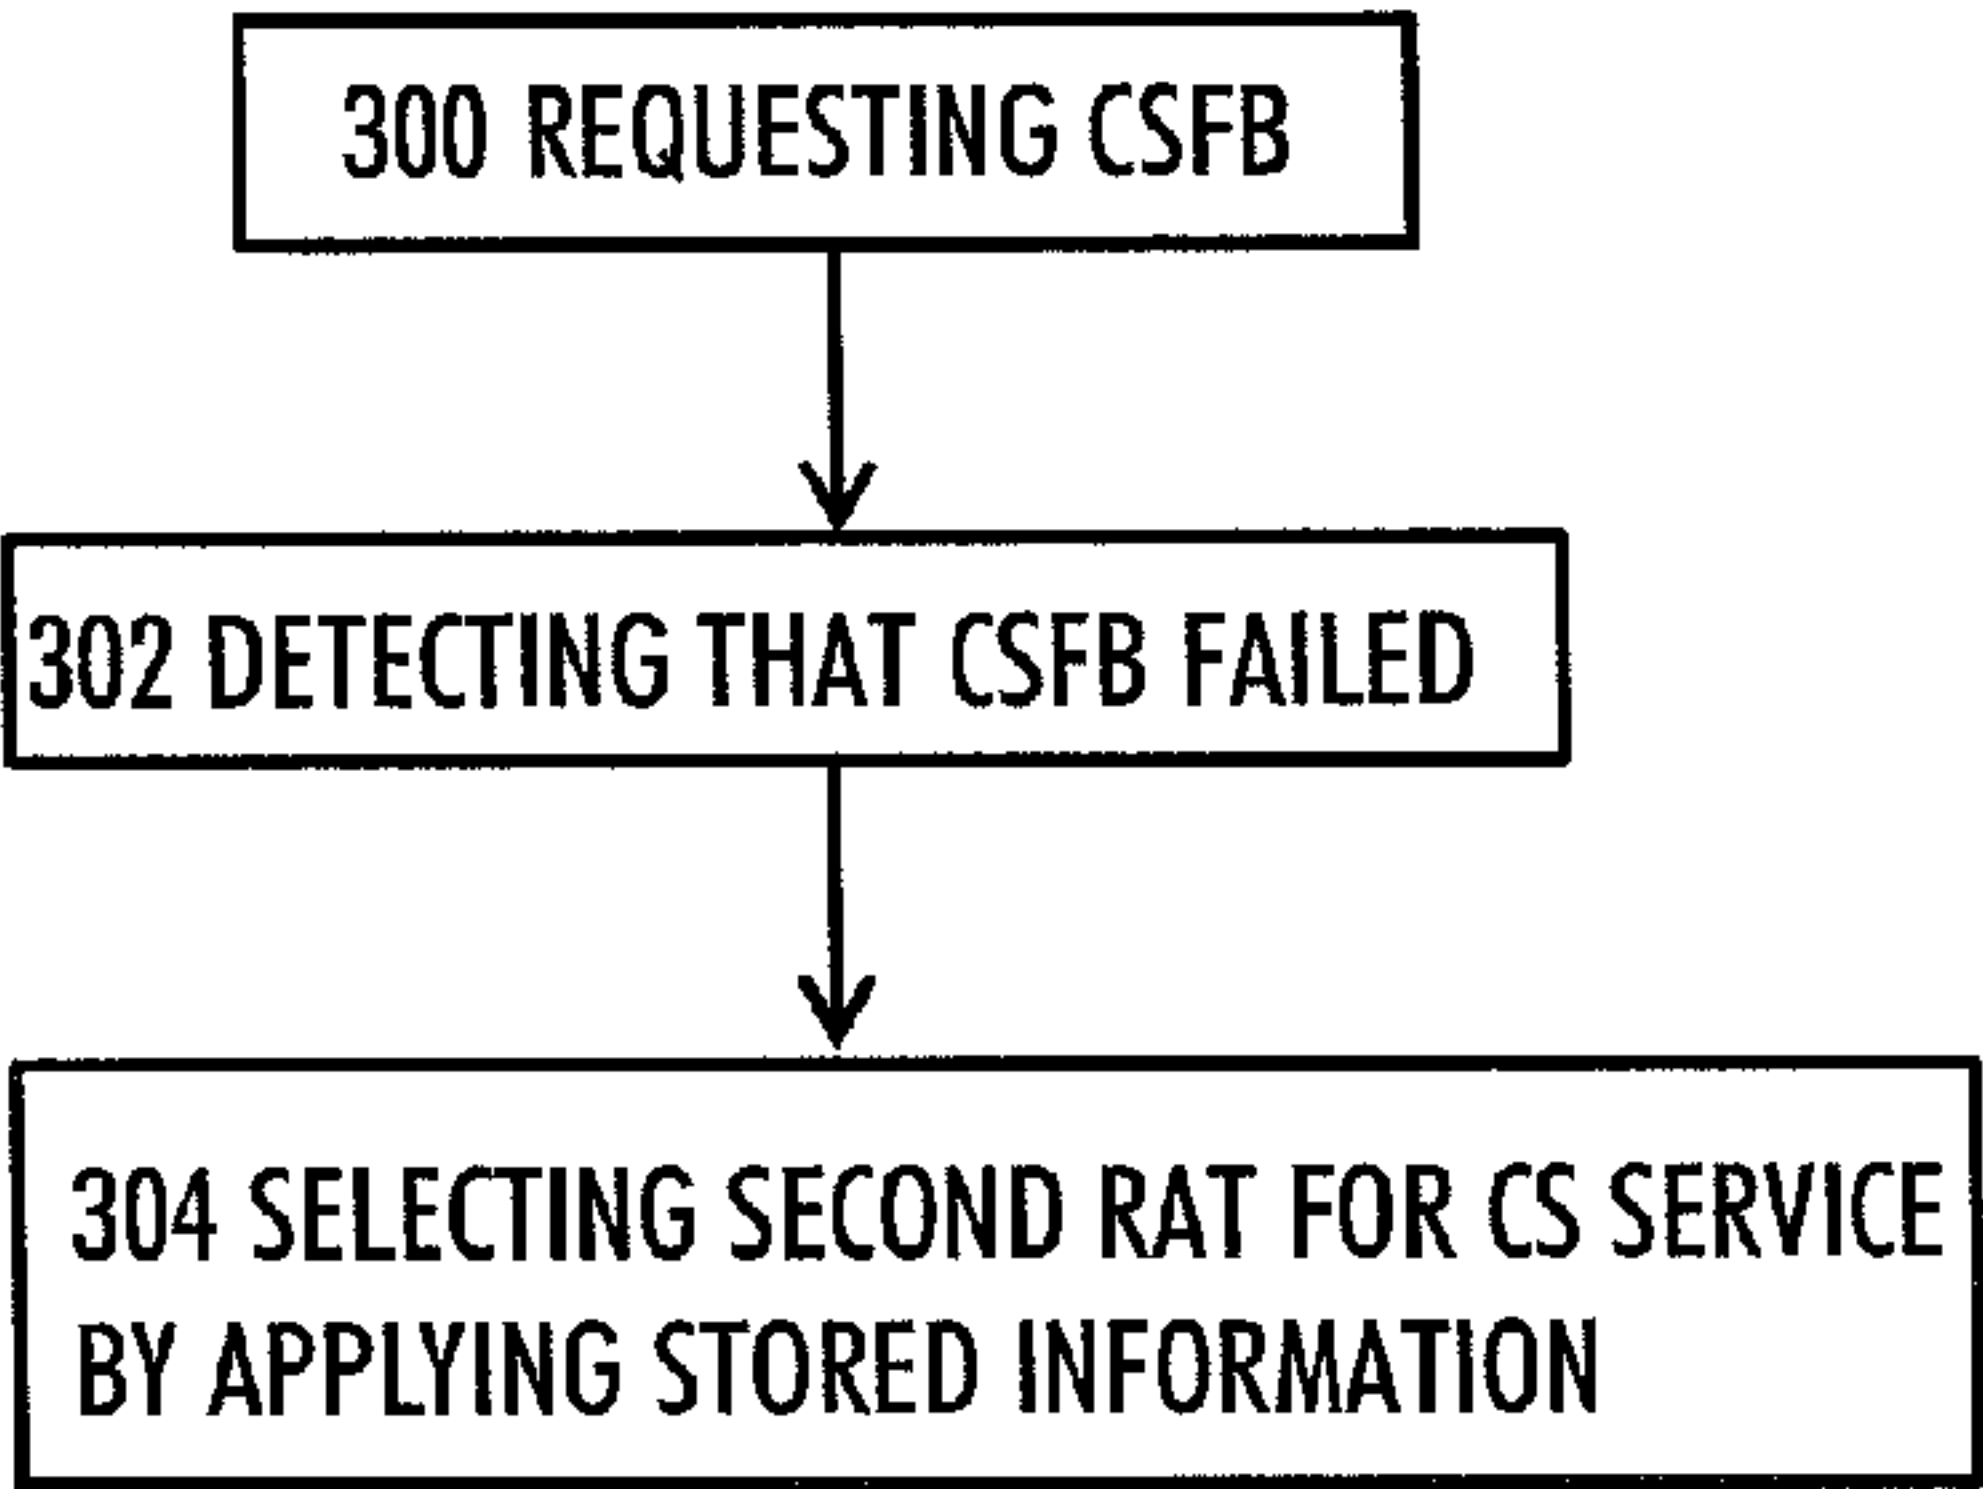 300 REQUESTING CSFB
302 DETECTING THAT CSFB FAILED
304 SELECTING SECOND RAT FOR CS SERVICE
BY APPLYING STORED INFORMATION